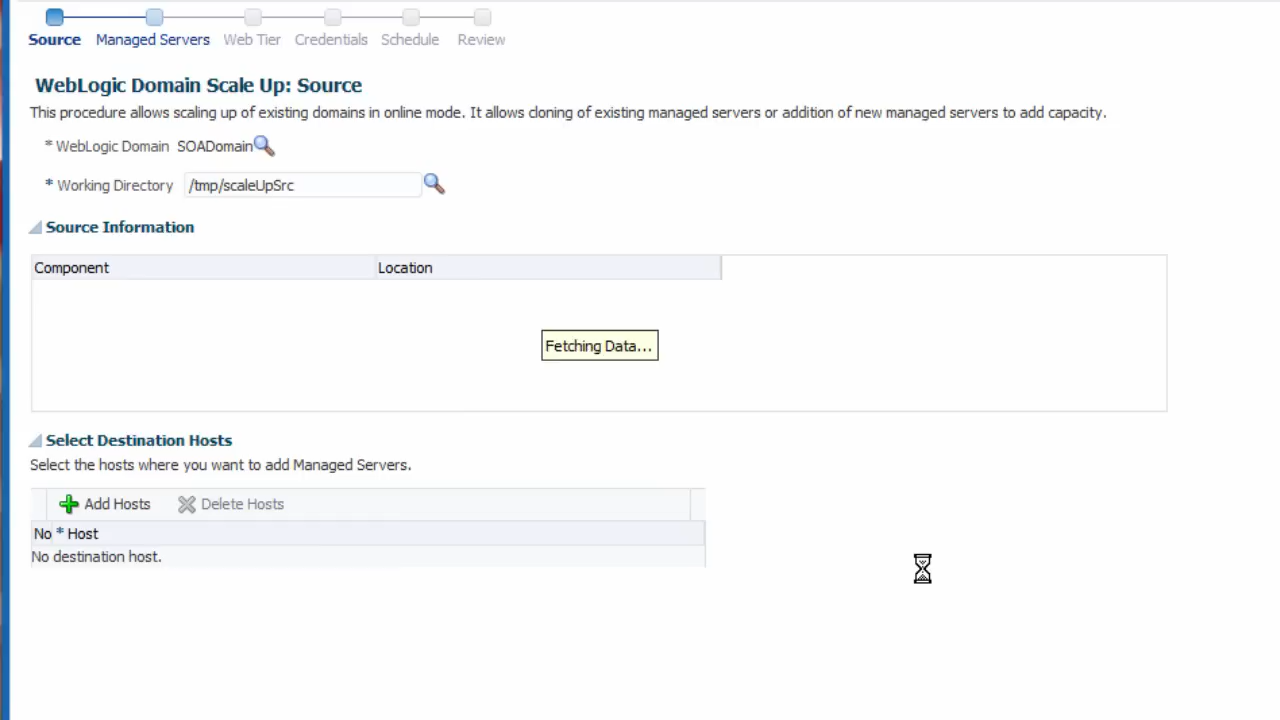 Source Managed Servers Web Tier Credentials Schedule Review
WebLogic Domain Scale Up: Source
This procedure allows scaling up of existing domains in online mode. It allows cloning of existing managed servers or addition of new managed servers to add capacity.
* WebLogic Domain SOADomain
* Working Directory /tmp/scaleUpSrc
Source Information
Component Location
Fetching Data...
Select Destination Hosts
Select the hosts where you want to add Managed Servers.
Add Hosts Delete Hosts
No * Host
No destination host.